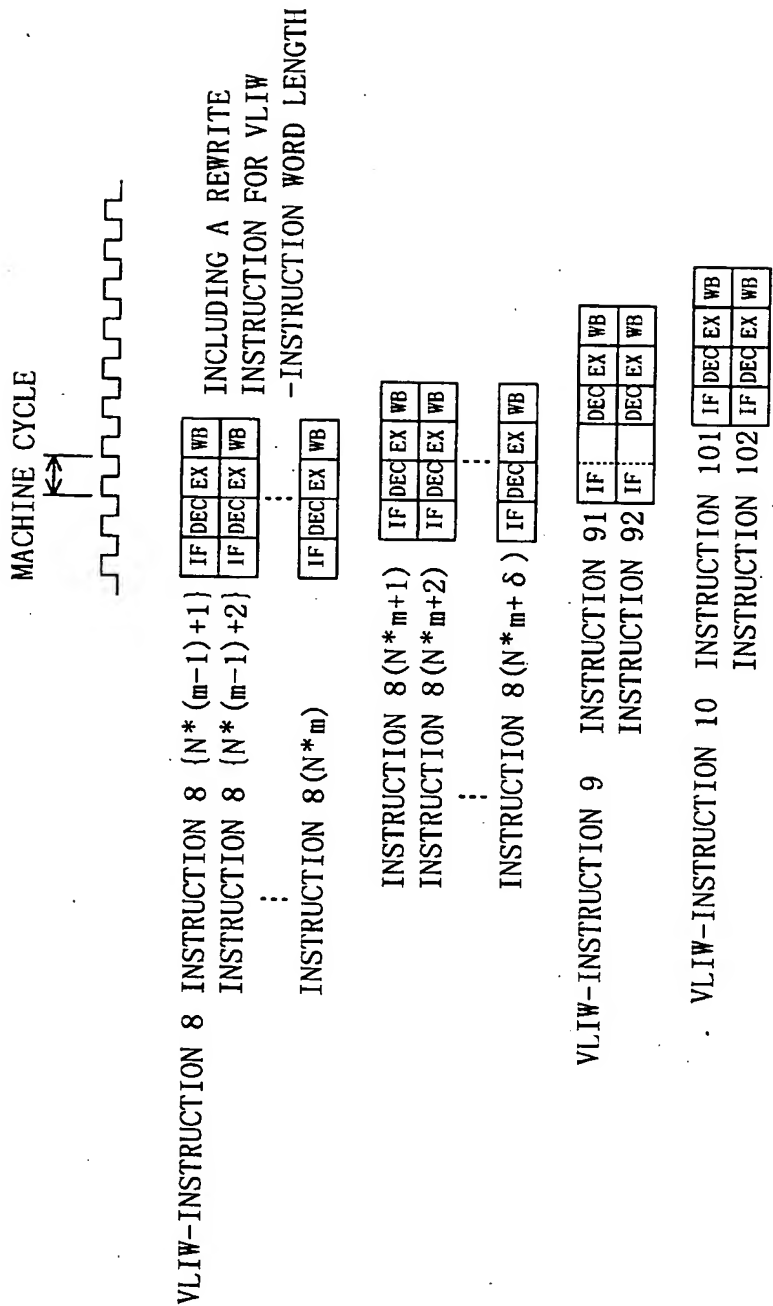 MACHINE CYCLE
VLIW-INSTRUCTION 8 INSTRUCTION 8 {N*(m-1)+1} IF DEC EX WB
INSTRUCTION 8 {N*(m-1)+2} IF DEC EX WB
INSTRUCTION 8(N*m) IF DEC EX WB
INCLUDING A REWRITE
INSTRUCTION FOR VLIW
-INSTRUCTION WORD LENGTH
INSTRUCTION 8(N*m+1) IF DEC EX WB
INSTRUCTION 8(N*m+2) IF DEC EX WB
INSTRUCTION 8(N*m+δ) IF DEC EX WB
VLIW-INSTRUCTION 9 INSTRUCTION 91 IF DEC EX WB
INSTRUCTION 92 IF DEC EX WB
VLIW-INSTRUCTION 10 INSTRUCTION 101 IF DEC EX WB
INSTRUCTION 102 IF DEC EX WB